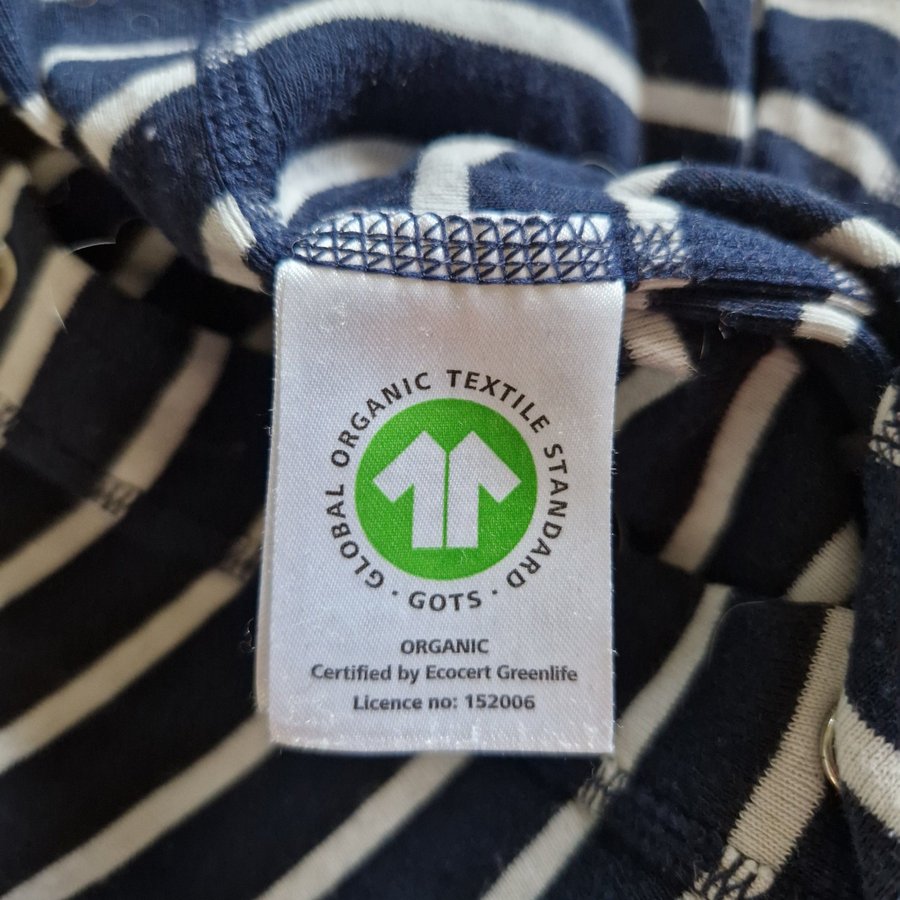 GLOBAL ORGANIC TEXTILE STANDARD
· GOTS ·
ORGANIC
Certified by Ecocert Greenlife
Licence no: 152006